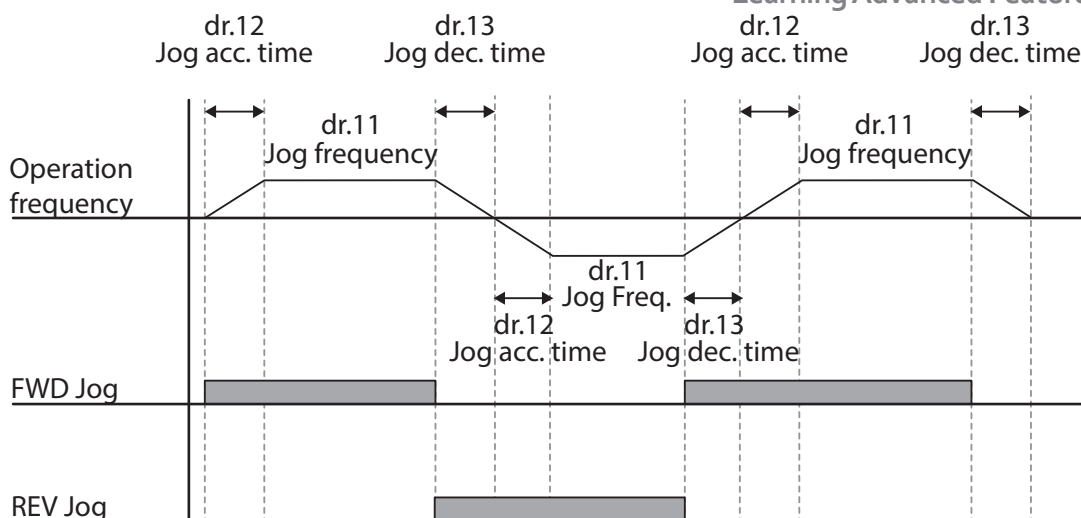 Learning Advanced Feature
dr.12
Jog acc. time
dr.13
Jog dec. time
dr.12
Jog acc. time
dr.13
Jog dec. time
dr.11
Jog frequency
dr.11
Jog frequency
Operation
frequency
dr.11
Jog Freq.
dr.12
Jog acc. time
dr.13
Jog dec. time
FWD Jog
REV Jog